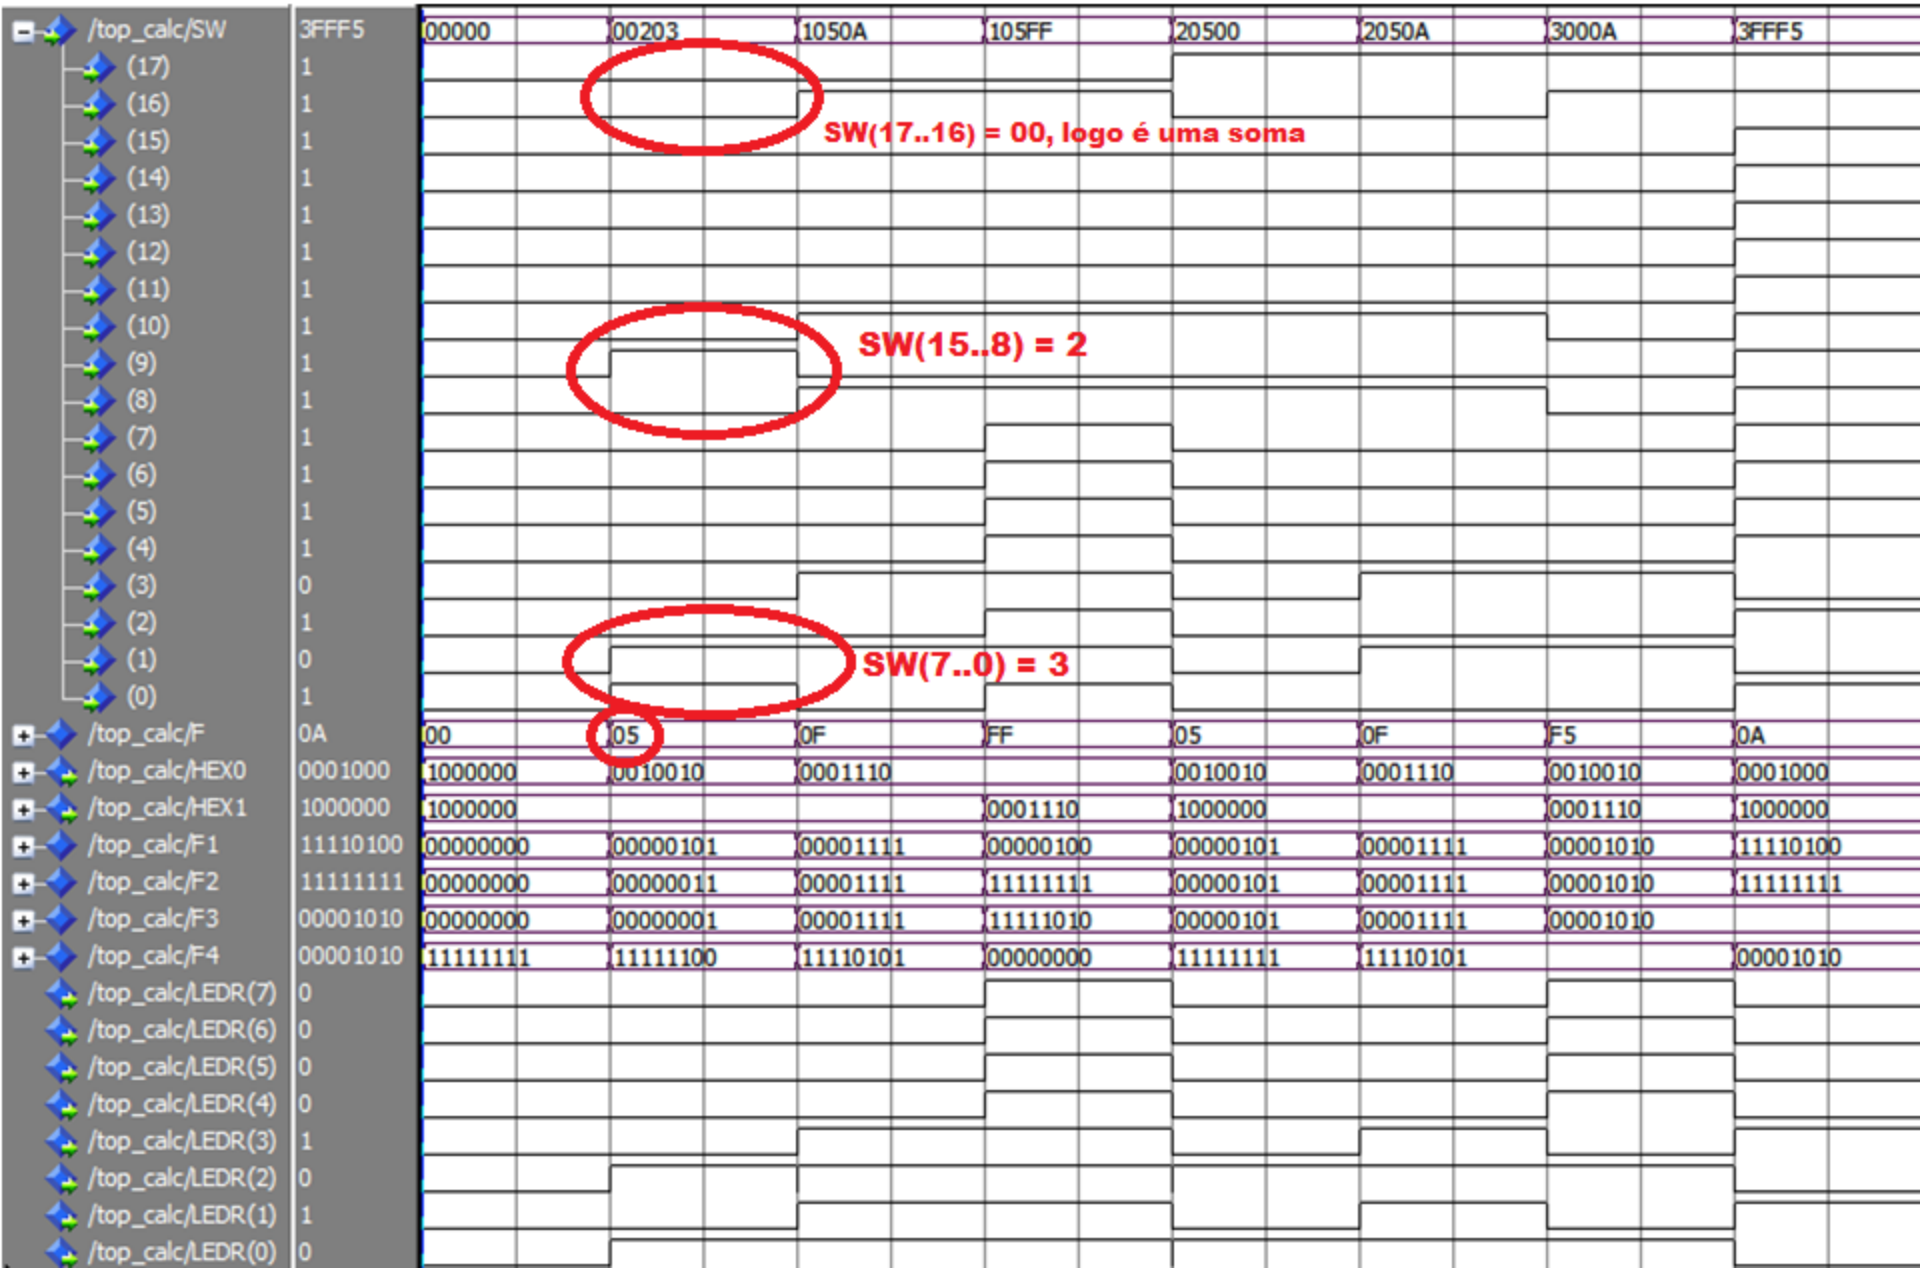 /top_calc/SW 3FFF5 00000 00203 1050A 105FF 20500 2050A 3000A 3FFF5
(17) 1
(16) 1
SW(17..16) = 00, logo é uma soma
(15) 1
(14) 1
(13) 1
(12) 1
(11) 1
(10) 1
SW(15..8) = 2
(9) 1
(8) 1
(7) 1
(6) 1
(5) 1
(4) 1
(3) 0
(2) 1
(1) 0
SW(7..0) = 3
(0) 1
/top_calc/F 0A 00 05 0F FF 05 0F F5 0A
/top_calc/HEX0 0001000 1000000 0010010 0001110 0010010 0001110 0010010 0001000
/top_calc/HEX1 1000000 1000000 0001110 1000000 0001110 1000000
/top_calc/F1 11110100 00000000 00000101 00001111 00000100 00000101 00001111 00001010 11110100
/top_calc/F2 11111111 00000000 00000011 00001111 11111111 00000101 00001111 00001010 11111111
/top_calc/F3 00001010 00000000 00000001 00001111 11111010 00000101 00001111 00001010
/top_calc/F4 00001010 11111111 11111100 11110101 00000000 11111111 11110101 00001010
/top_calc/LEDR(7) 0
/top_calc/LEDR(6) 0
/top_calc/LEDR(5) 0
/top_calc/LEDR(4) 0
/top_calc/LEDR(3) 1
/top_calc/LEDR(2) 0
/top_calc/LEDR(1) 1
/top_calc/LEDR(0) 0